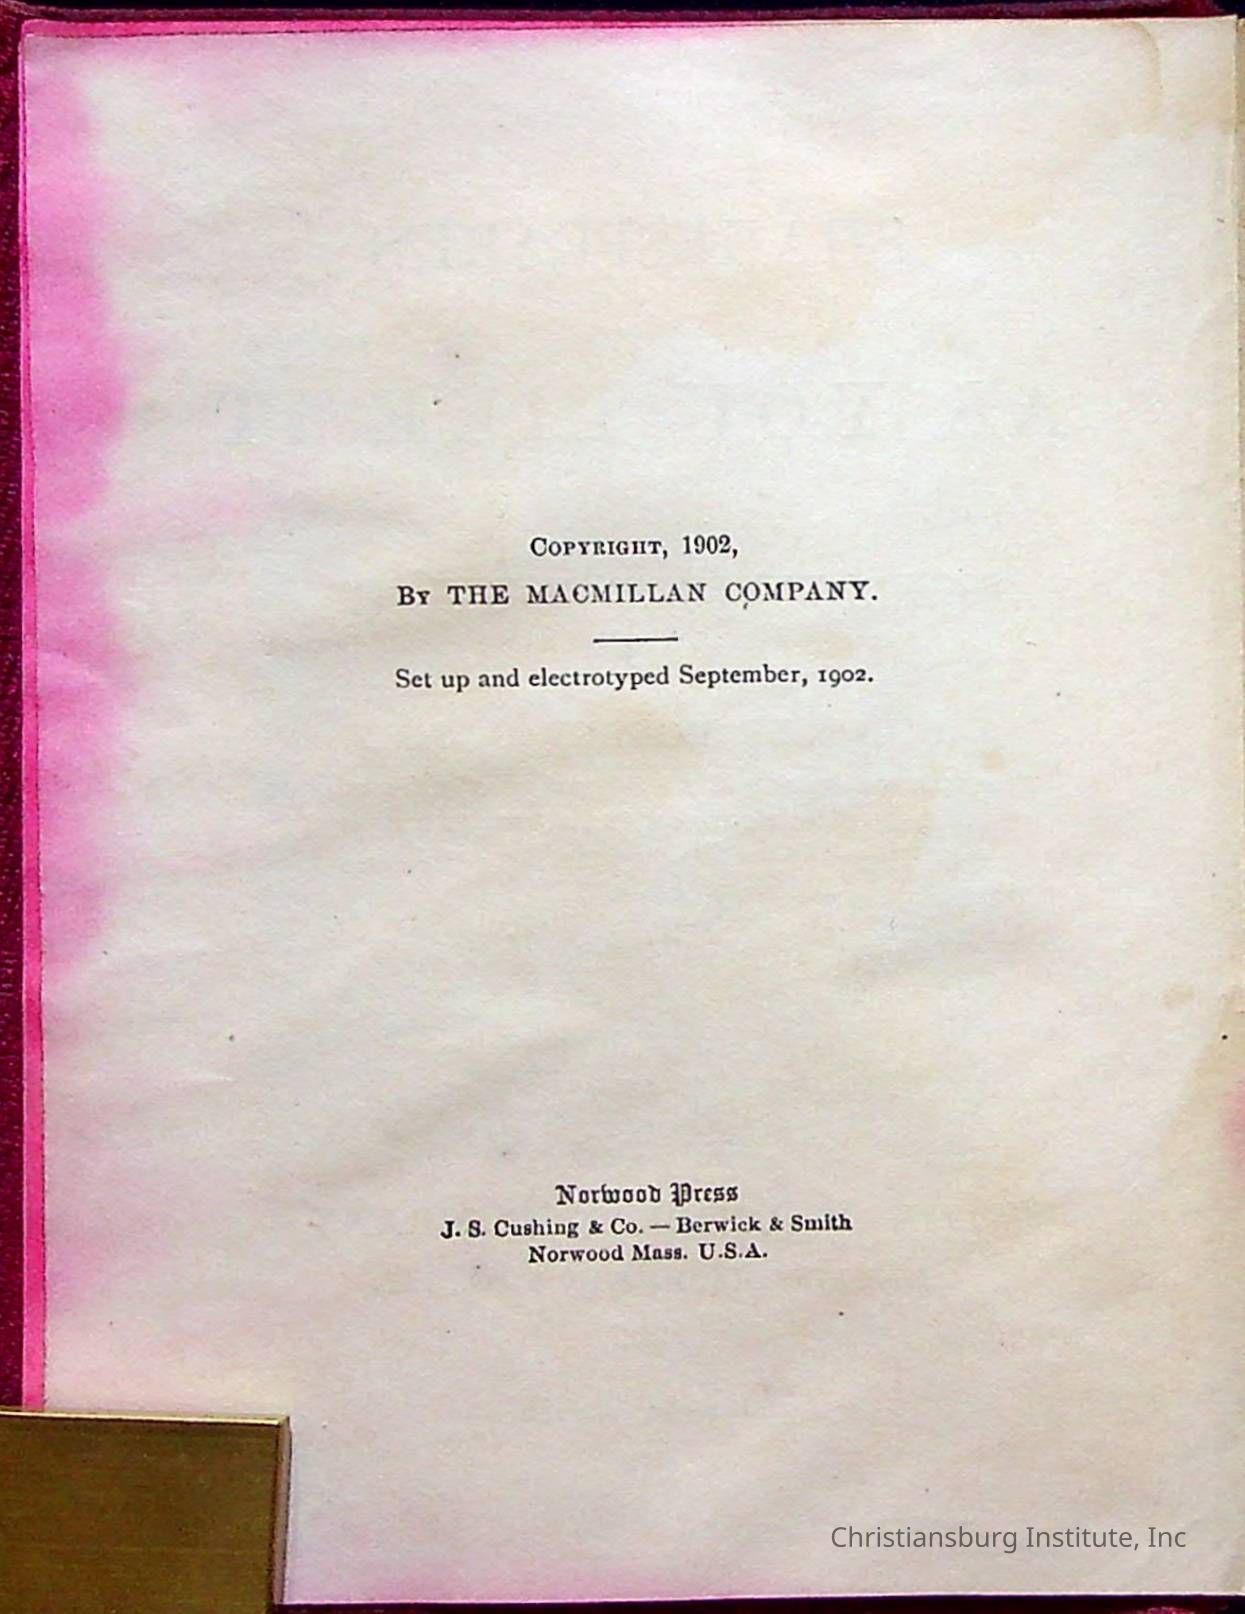 COPYRIGHT, 1902,
BY THE MACMILLAN COMPANY.
Set up and electrotyped September, 1902.
Norwood Press
J. S. Cushing & Co. — Berwick & Smith
Norwood Mass. U.S.A.
Christiansburg Institute, Inc